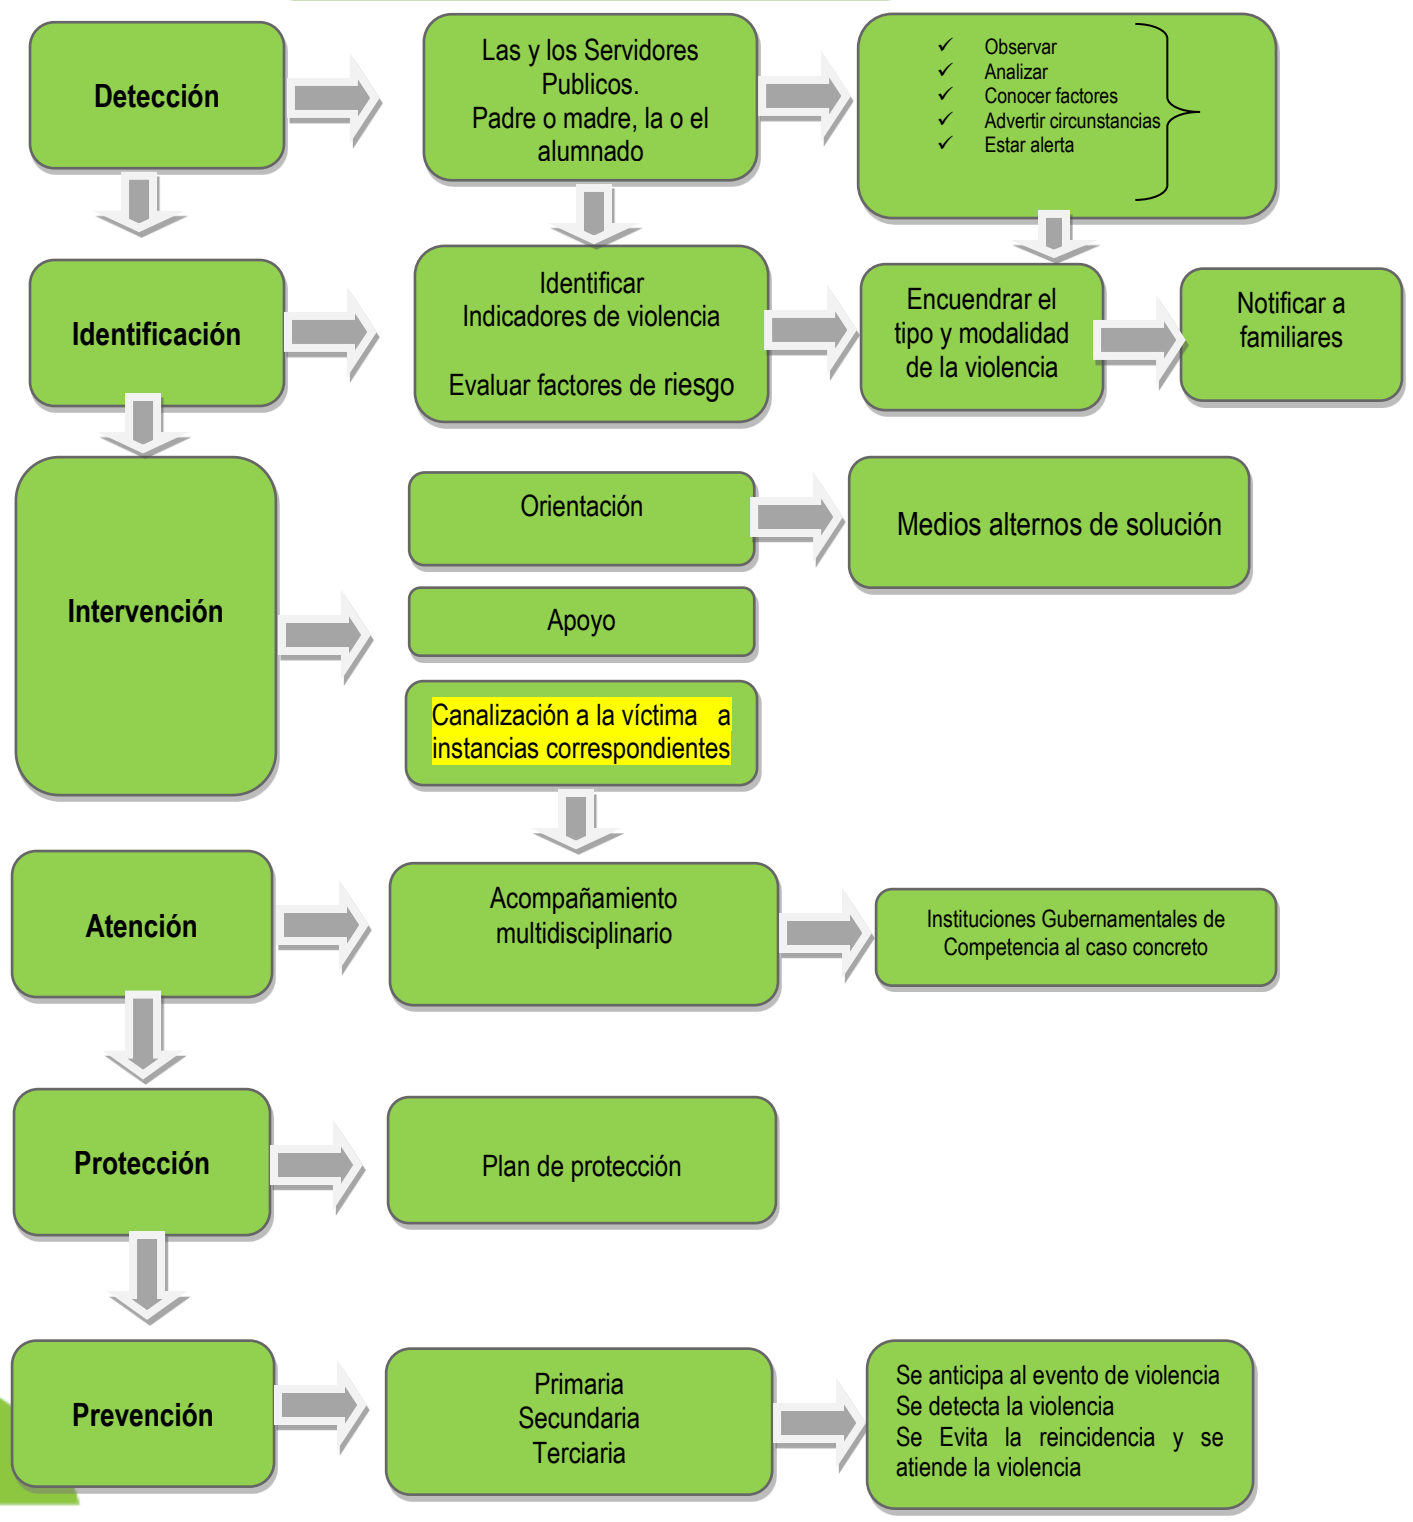 Detección
Las y los Servidores
Publicos.
Padre o madre, la o el
alumnado
✓ Observar
✓ Analizar
✓ Conocer factores
✓ Advertir circunstancias
✓ Estar alerta
Identificación
Identificar
Indicadores de violencia
Evaluar factores de riesgo
Encuendrar el
tipo y modalidad
de la violencia
Notificar a
familiares
Intervención
Orientación
Medios alternos de solución
Apoyo
Canalización a la víctima a
instancias correspondientes
Atención
Acompañamiento
multidisciplinario
Instituciones Gubernamentales de
Competencia al caso concreto
Protección
Plan de protección
Prevención
Primaria
Secundaria
Terciaria
Se anticipa al evento de violencia
Se detecta la violencia
Se Evita la reincidencia y se
atiende la violencia